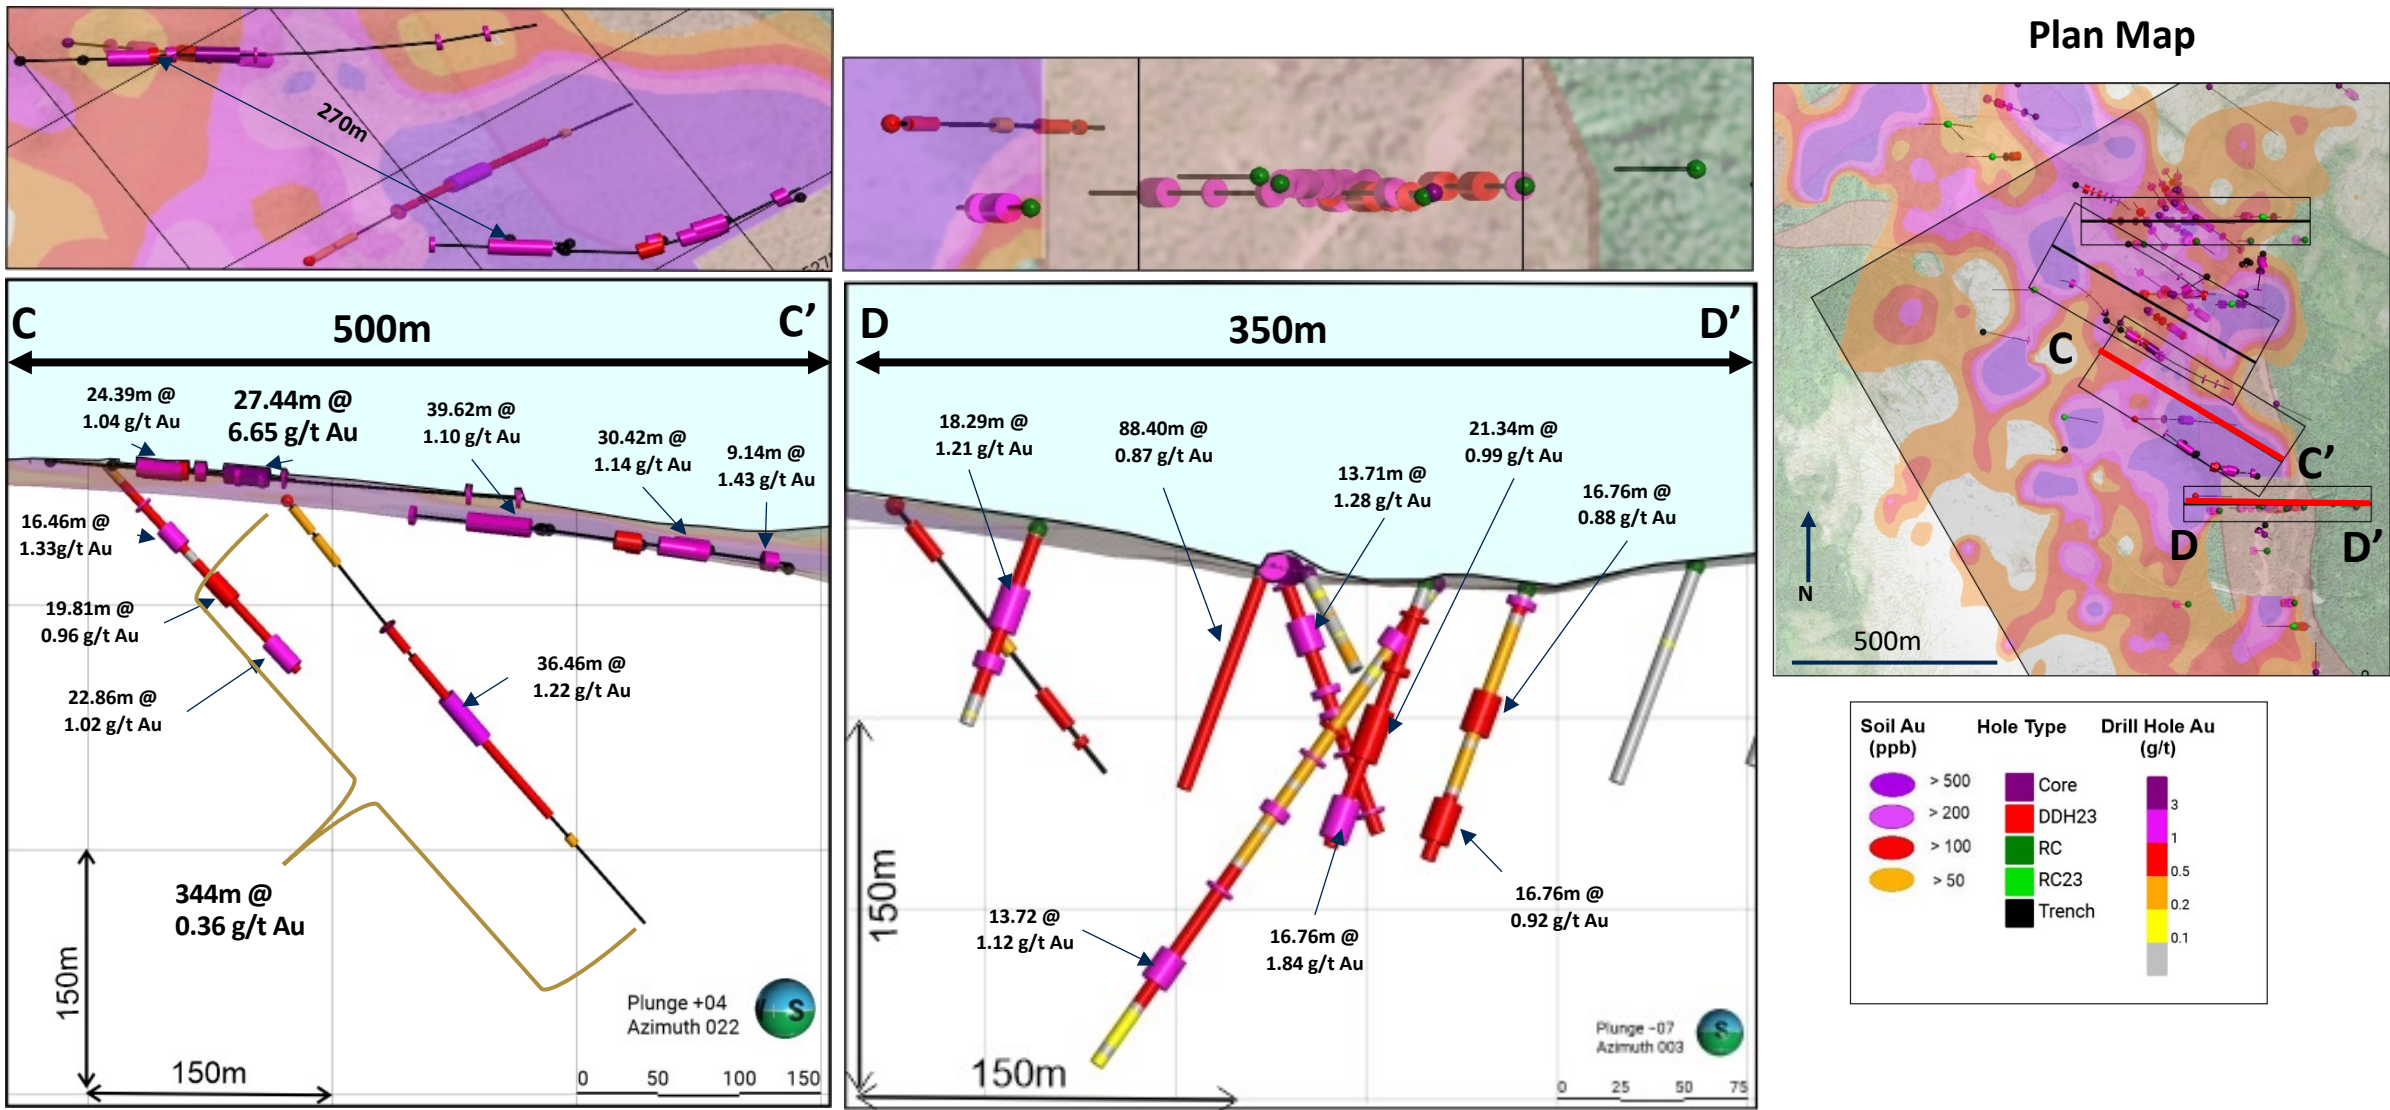 Plan Map
270m
527
C
C'
500m
24.39m @
1.04 g/t Au
27.44m @
6.65 g/t Au
39.62m @
1.10 g/t Au
30.42m @
1.14 g/t Au
9.14m @
1.43 g/t Au
16.46m @
1.33g/t Au
19.81m @
0.96 g/t Au
22.86m @
1.02 g/t Au
36.46m @
1.22 g/t Au
344m @
0.36 g/t Au
150m
150m
Plunge +04
Azimuth 022
S
0 50 100 150
D
D'
350m
18.29m @
1.21 g/t Au
88.40m @
0.87 g/t Au
13.71m @
1.28 g/t Au
21.34m @
0.99 g/t Au
16.76m @
0.88 g/t Au
13.72 @
1.12 g/t Au
16.76m @
1.84 g/t Au
16.76m @
0.92 g/t Au
150m
150m
Plunge −07
Azimuth 003
S
0 25 50 75
C
C'
D
D'
N
500m
Soil Au
(ppb)
> 500
> 200
> 100
> 50
Hole Type
Core
DDH23
RC
RC23
Trench
Drill Hole Au
(g/t)
3
1
0.5
0.2
0.1